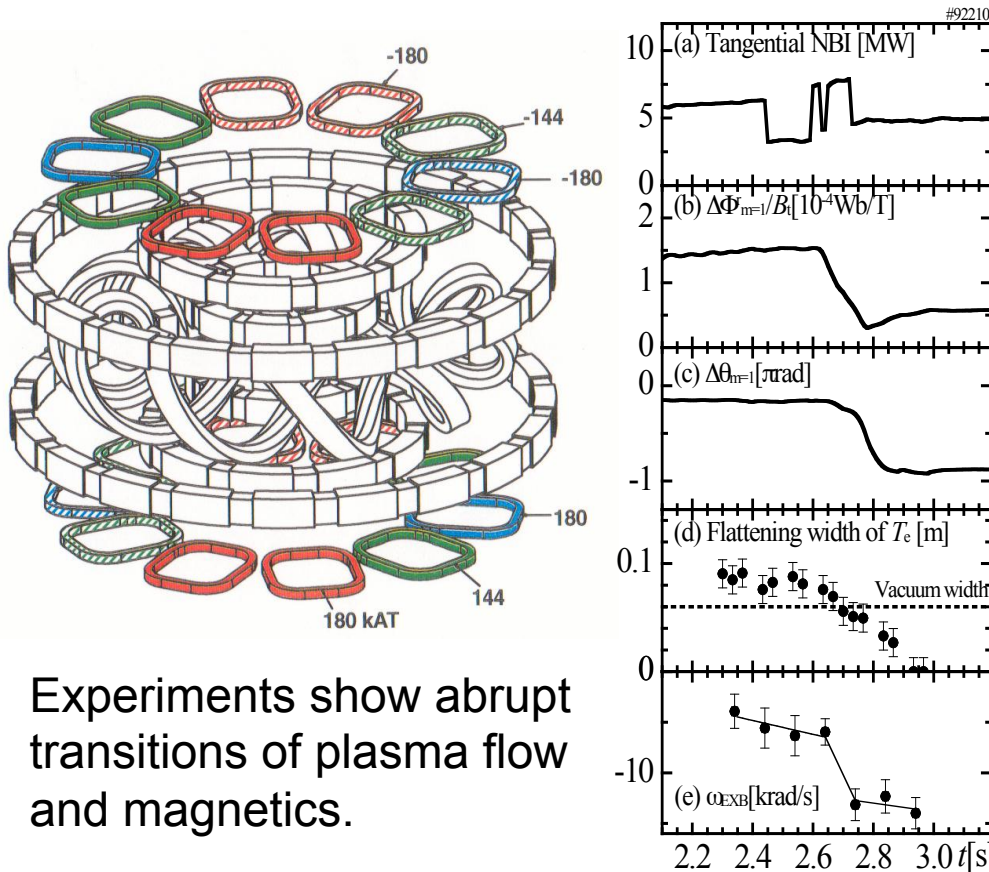 -180
-144
-180
180
144
180 kAT
Experiments show abrupt
transitions of plasma flow
and magnetics.
#92210
(a) Tangential NBI [MW]
10
5
0
(b) ΔΦm=1/Bt[10-4Wb/T]
2
1
0
(c) Δθm=1[πrad]
0
-1
(d) Flattening width of Te [m]
0.1
Vacuum width
0
-10
(e) ωEXB[krad/s]
2.2 2.4 2.6 2.8 3.0 t[s